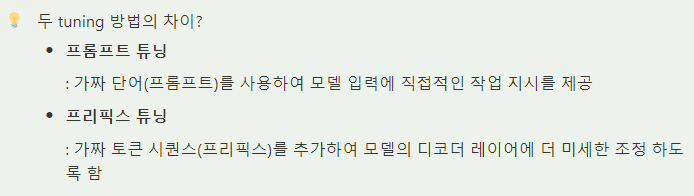 두 tuning 방법의 차이?
• 프롬프트 튜닝
: 가짜 단어(프롬프트)를 사용하여 모델 입력에 직접적인 작업 지시를 제공
• 프리픽스 튜닝
: 가짜 토큰 시퀀스(프리픽스)를 추가하여 모델의 디코더 레이어에 더 미세한 조정 하도
록 함